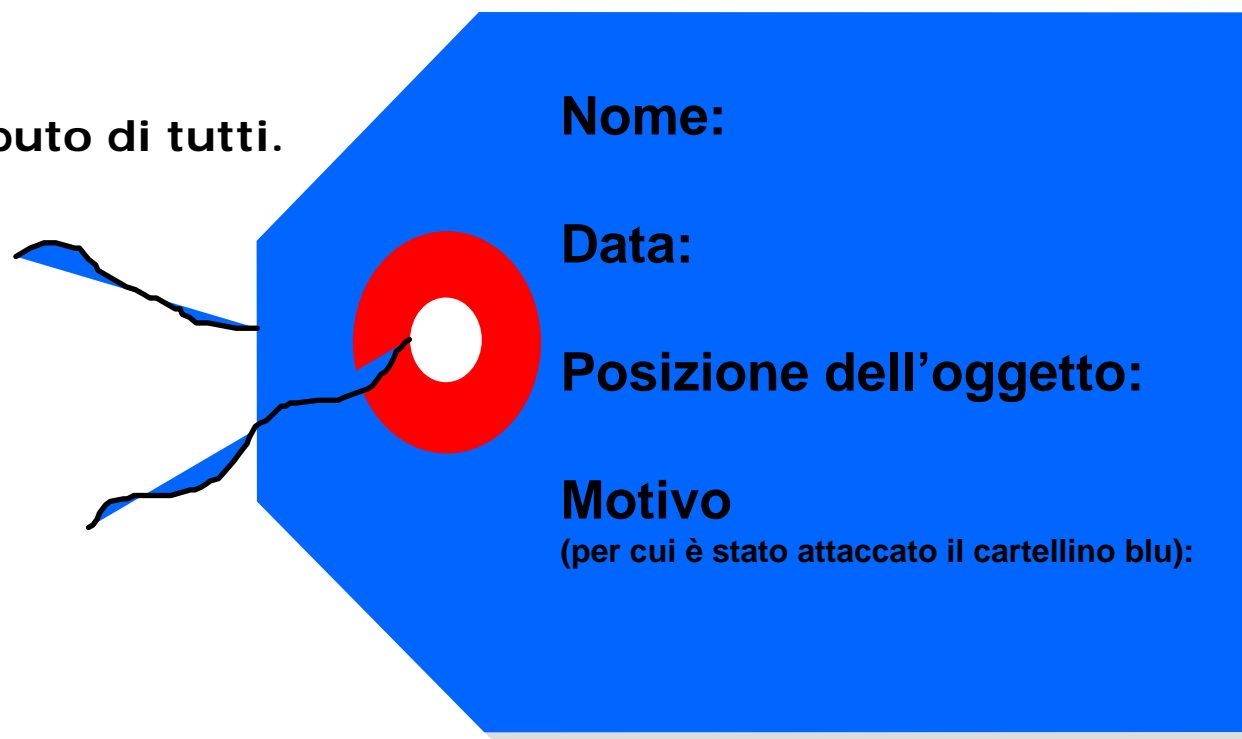 Nome:
buto di tutti.
Data:
Posizione dell’oggetto:
Motivo
(per cui è stato attaccato il cartellino blu):